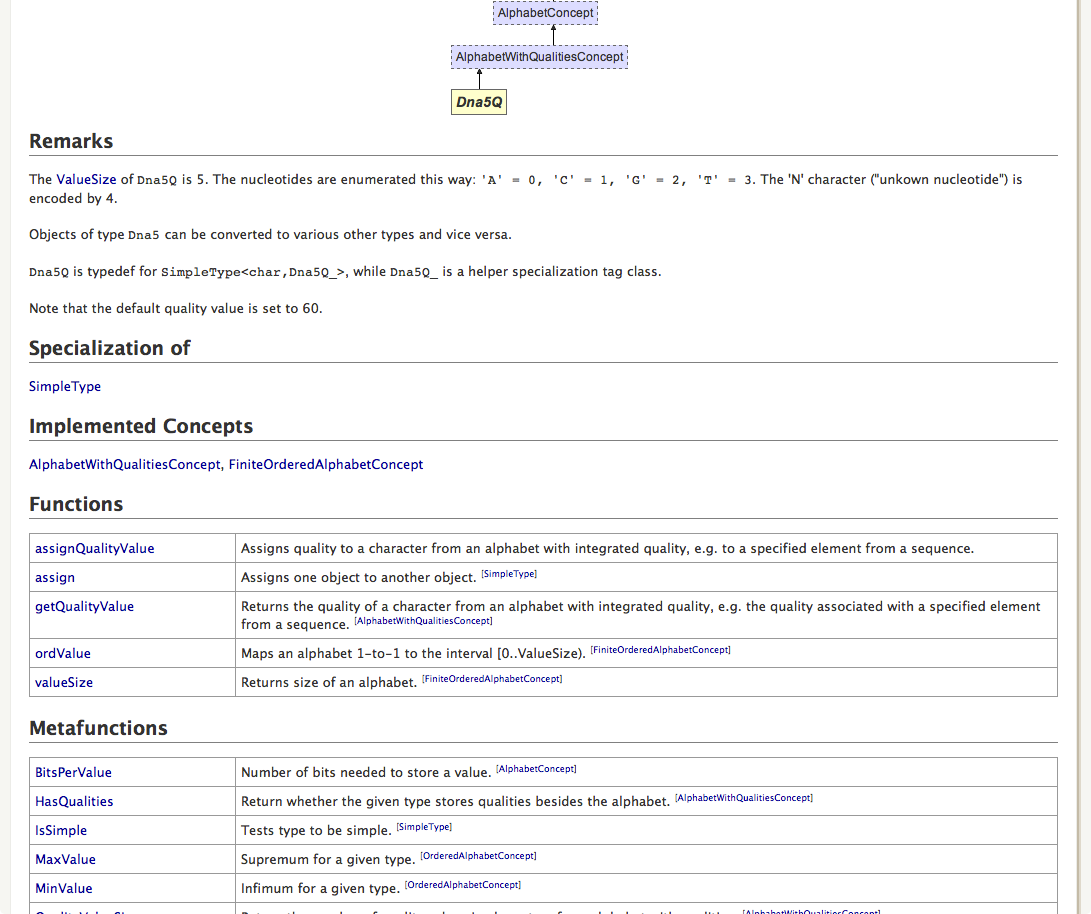 AlphabetConcept
AlphabetWithQualitiesConcept
Dna5Q
Remarks
The ValueSize of Dna5Q is 5. The nucleotides are enumerated this way: 'A' = 0, 'C' = 1, 'G' = 2, 'T' = 3. The 'N' character ("unkown nucleotide") is
encoded by 4.
Objects of type Dna5 can be converted to various other types and vice versa.
Dna5Q is typedef for SimpleType<char,Dna5Q_>, while Dna5Q_ is a helper specialization tag class.
Note that the default quality value is set to 60.
Specialization of
SimpleType
Implemented Concepts
AlphabetWithQualitiesConcept, FiniteOrderedAlphabetConcept
Functions
assignQualityValue Assigns quality to a character from an alphabet with integrated quality, e.g. to a specified element from a sequence.
assign Assigns one object to another object. [SimpleType]
getQualityValue Returns the quality of a character from an alphabet with integrated quality, e.g. the quality associated with a specified element
from a sequence. [AlphabetWithQualitiesConcept]
ordValue Maps an alphabet 1-to-1 to the interval [0..ValueSize). [FiniteOrderedAlphabetConcept]
valueSize Returns size of an alphabet. [FiniteOrderedAlphabetConcept]
Metafunctions
BitsPerValue Number of bits needed to store a value. [AlphabetConcept]
HasQualities Return whether the given type stores qualities besides the alphabet. [AlphabetWithQualitiesConcept]
IsSimple Tests type to be simple. [SimpleType]
MaxValue Supremum for a given type. [OrderedAlphabetConcept]
MinValue Infimum for a given type. [OrderedAlphabetConcept]
[AlphabetWithQualitiesConcept]